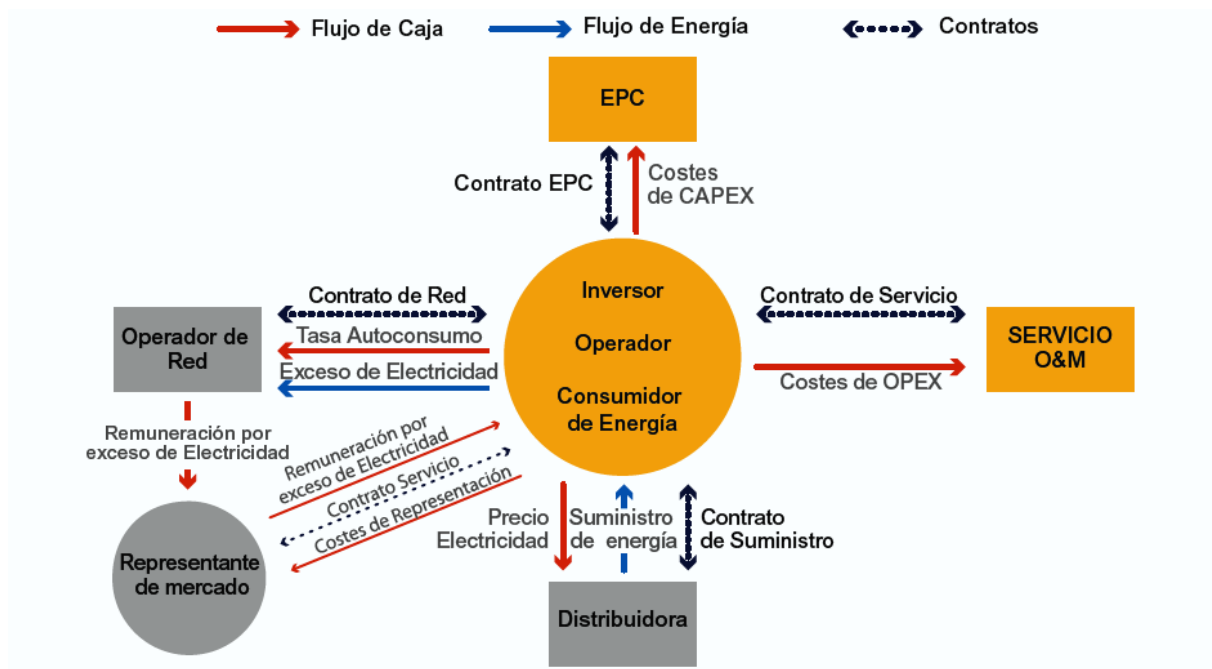 Flujo de Caja
Flujo de Energía
Contratos
EPC
Contrato EPC
Costes
de CAPEX
Inversor
Operador
Consumidor
de Energía
Contrato de Red
Tasa Autoconsumo
Exceso de Electricidad
Operador de
Red
Contrato de Servicio
Costes de OPEX
SERVICIO
O&M
Remuneración por
exceso de Electricidad
Remuneración por
exceso de Electricidad
Contrato Servicio
Costes de Representación
Representante
de mercado
Precio
Electricidad
Suministro
de energía
Contrato
de Suministro
Distribuidora